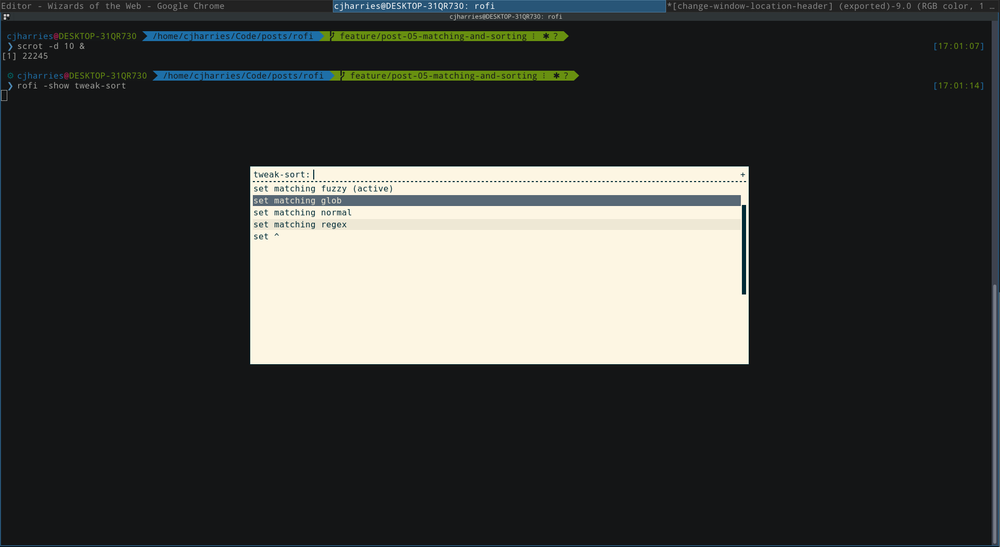 Editor - Wizards of the Web - Google Chrome
cjharries@DESKTOP-31QR730: rofi
*[change-window-location-header] (exported)-9.0 (RGB color, 1 …
cjharries@DESKTOP-31QR730: rofi
cjharries@DESKTOP-31QR730 /home/cjharries/Code/posts/rofi feature/post-05-matching-and-sorting | ✱ ?
❯ scrot -d 10 & [17:01:07]
[1] 22245
⚙ cjharries@DESKTOP-31QR730 /home/cjharries/Code/posts/rofi feature/post-05-matching-and-sorting | ✱ ?
❯ rofi -show tweak-sort [17:01:14]
tweak-sort: +
set matching fuzzy (active)
set matching glob
set matching normal
set matching regex
set ^